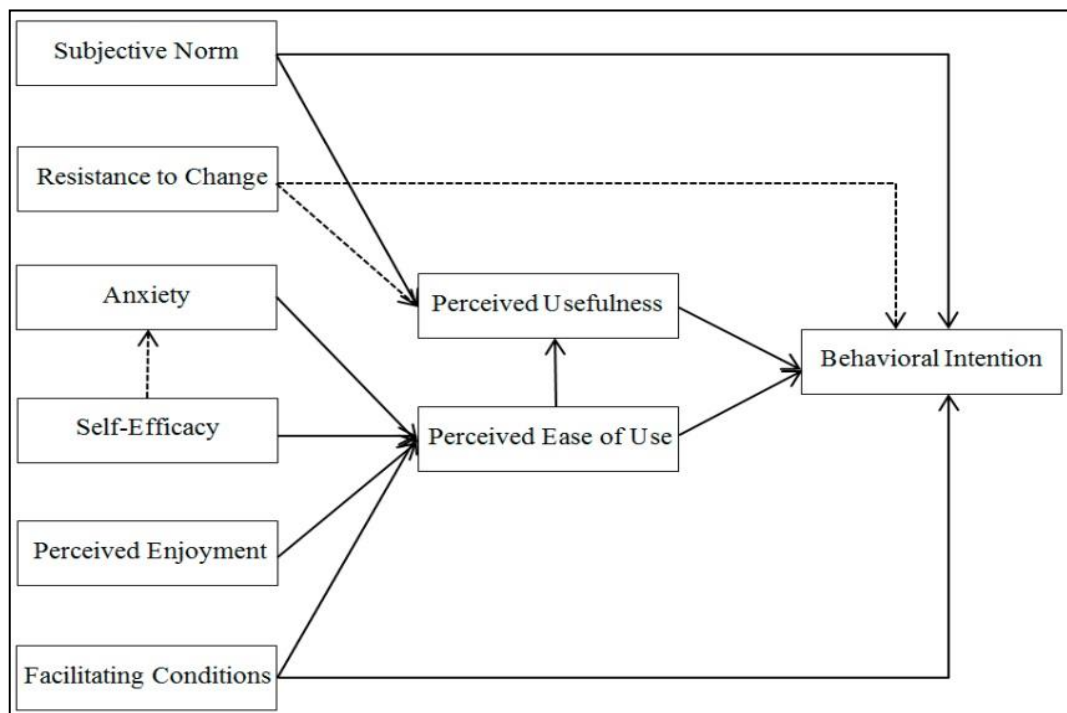 Subjective Norm
Resistance to Change
Anxiety
Perceived Usefulness
Behavioral Intention
Self-Efficacy
Perceived Ease of Use
Perceived Enjoyment
Facilitating Conditions